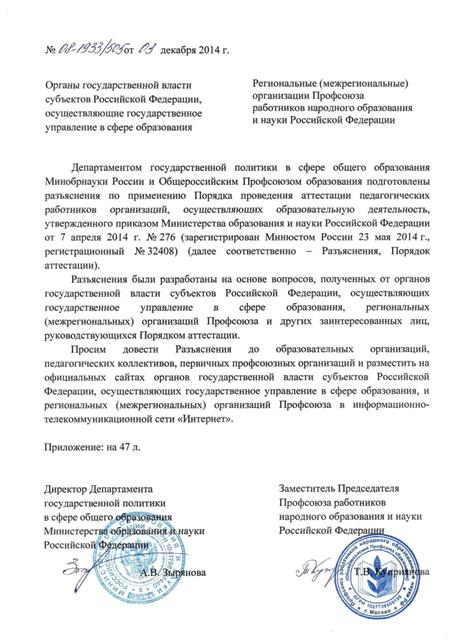 № 08-1933/505 от 03 декабря 2014 г.
Органы государственной власти
субъектов Российской Федерации,
осуществляющие государственное
управление в сфере образования
Региональные (межрегиональные)
организации Профсоюза
работников народного образования
и науки Российской Федерации
Департаментом государственной политики в сфере общего образования
Минобрнауки России и Общероссийским Профсоюзом образования подготовлены
разъяснения по применению Порядка проведения аттестации педагогических
работников организаций, осуществляющих образовательную деятельность,
утвержденного приказом Министерства образования и науки Российской Федерации
от 7 апреля 2014 г. № 276 (зарегистрирован Минюстом России 23 мая 2014 г.,
регистрационный № 32408) (далее соответственно – Разъяснения, Порядок
аттестации).
Разъяснения были разработаны на основе вопросов, полученных от органов
государственной власти субъектов Российской Федерации, осуществляющих
государственное управление в сфере образования, региональных
(межрегиональных) организаций Профсоюза и других заинтересованных лиц,
руководствующихся Порядком аттестации.
Просим довести Разъяснения до образовательных организаций,
педагогических коллективов, первичных профсоюзных организаций и разместить на
официальных сайтах органов государственной власти субъектов Российской
Федерации, осуществляющих государственное управление в сфере образования, и
региональных (межрегиональных) организаций Профсоюза в информационно-
телекоммуникационной сети «Интернет».
Приложение: на 47 л.
Директор Департамента
государственной политики
в сфере общего образования
Министерства образования и науки
Российской Федерации
А.В. Зырянова
Заместитель Председателя
Профсоюза работников
народного образования и науки
Российской Федерации
Т.В. Куприянова
г. Москва